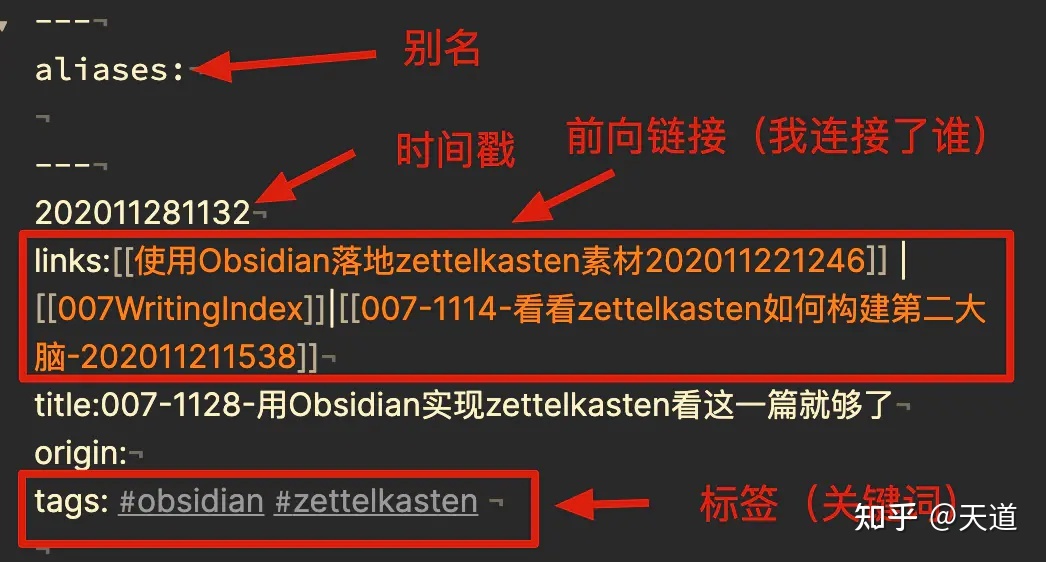 ---¬
aliases:¬
别名
¬
---¬
时间戳
前向链接（我连接了谁）
202011281132¬
links:[[使用Obsidian落地zettelkasten素材202011221246]] |
[[007WritingIndex]]|[[007-1114-看看zettelkasten如何构建第二大
脑-202011211538]]¬
title:007-1128-用Obsidian实现zettelkasten看这一篇就够了¬
origin:¬
tags: #obsidian #zettelkasten ¬
标签（关键词）
知乎 @天道
¬